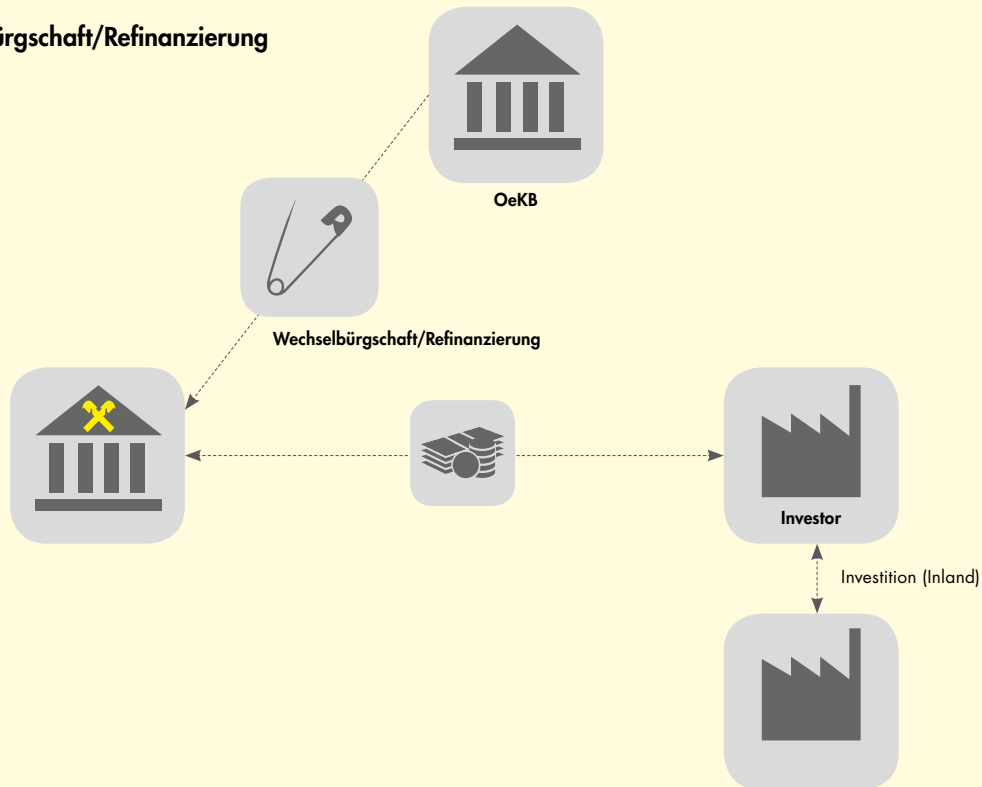 ürgschaft/Refinanzierung
OeKB
Wechselbürgschaft/Refinanzierung
Investor
Investition (Inland)